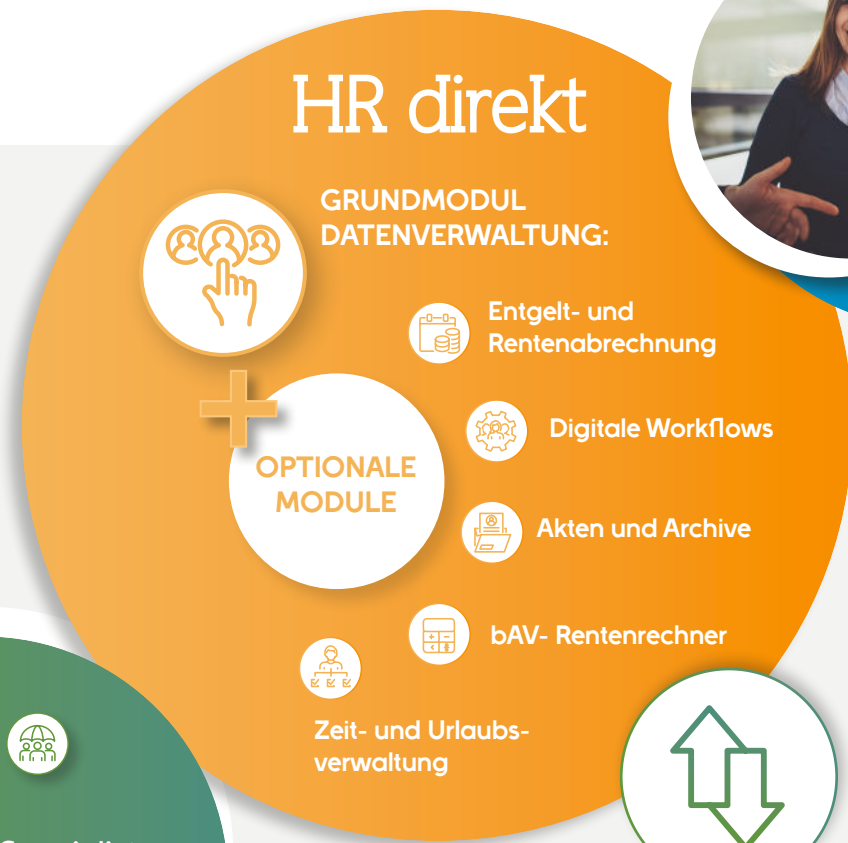 HR direkt
GRUNDMODUL
DATENVERWALTUNG:
OPTIONALE
MODULE
Entgelt- und
Rentenabrechnung
Digitale Workflows
Akten und Archive
bAV- Rentenrechner
Zeit- und Urlaubs-
verwaltung